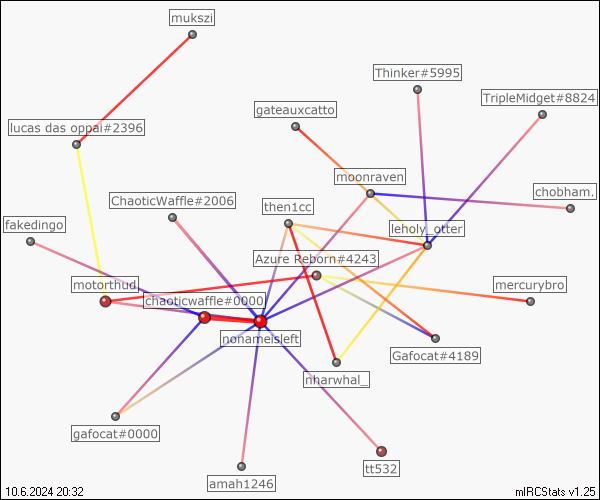 mukszi
Thinker#5995
TripleMidget#8824
gateauxcatto
lucas das oppai#2396
moonraven
chobham.
ChaoticWaffle#2006
then1cc
fakedingo
leholy_otter
Azure Reborn#4243
motorthud.
chaoticwaffle#0000
mercurybro
nonameisleft
Gafocat#4189
nharwhal_
gafocat#0000
tt532
amah1246
10.6.2024 20:32
mIRCStats v1.25